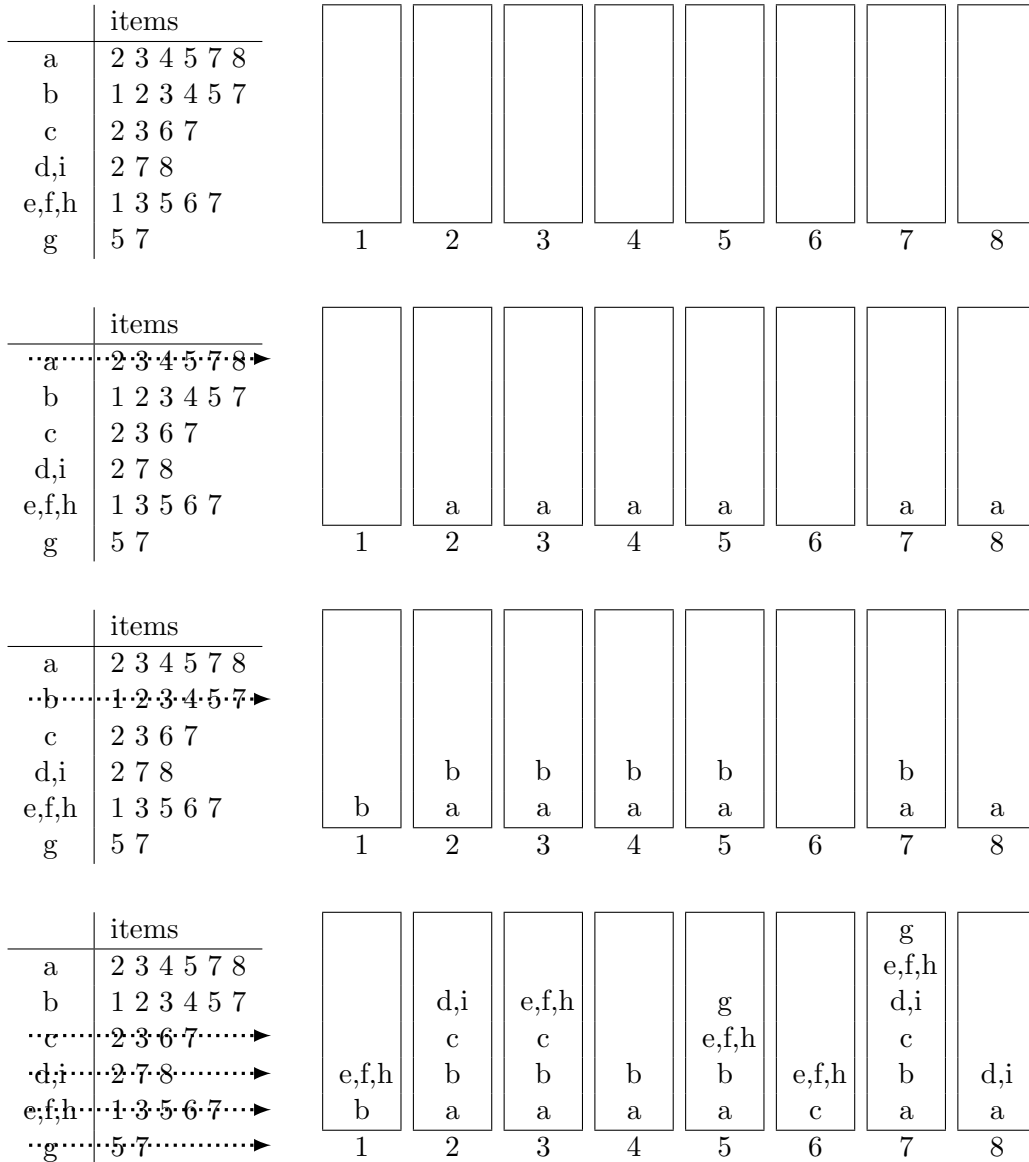 items
a 2 3 4 5 7 8
b 1 2 3 4 5 7
c 2 3 6 7
d,i 2 7 8
e,f,h 1 3 5 6 7
g 5 7 1 2 3 4 5 6 7 8
items
a 2 3 4 5 7 8
b 1 2 3 4 5 7
c 2 3 6 7
d,i 2 7 8
e,f,h 1 3 5 6 7 a a a a a a
g 5 7 1 2 3 4 5 6 7 8
items
a 2 3 4 5 7 8
b 1 2 3 4 5 7
c 2 3 6 7
d,i 2 7 8 b b b b b
e,f,h 1 3 5 6 7 b a a a a a a
g 5 7 1 2 3 4 5 6 7 8
items g
a 2 3 4 5 7 8 e,f,h
b 1 2 3 4 5 7 d,i e,f,h g d,i
c 2 3 6 7 c c e,f,h c
d,i 2 7 8 e,f,h b b b b e,f,h b d,i
e,f,h 1 3 5 6 7 b a a a a c a a
g 5 7 1 2 3 4 5 6 7 8